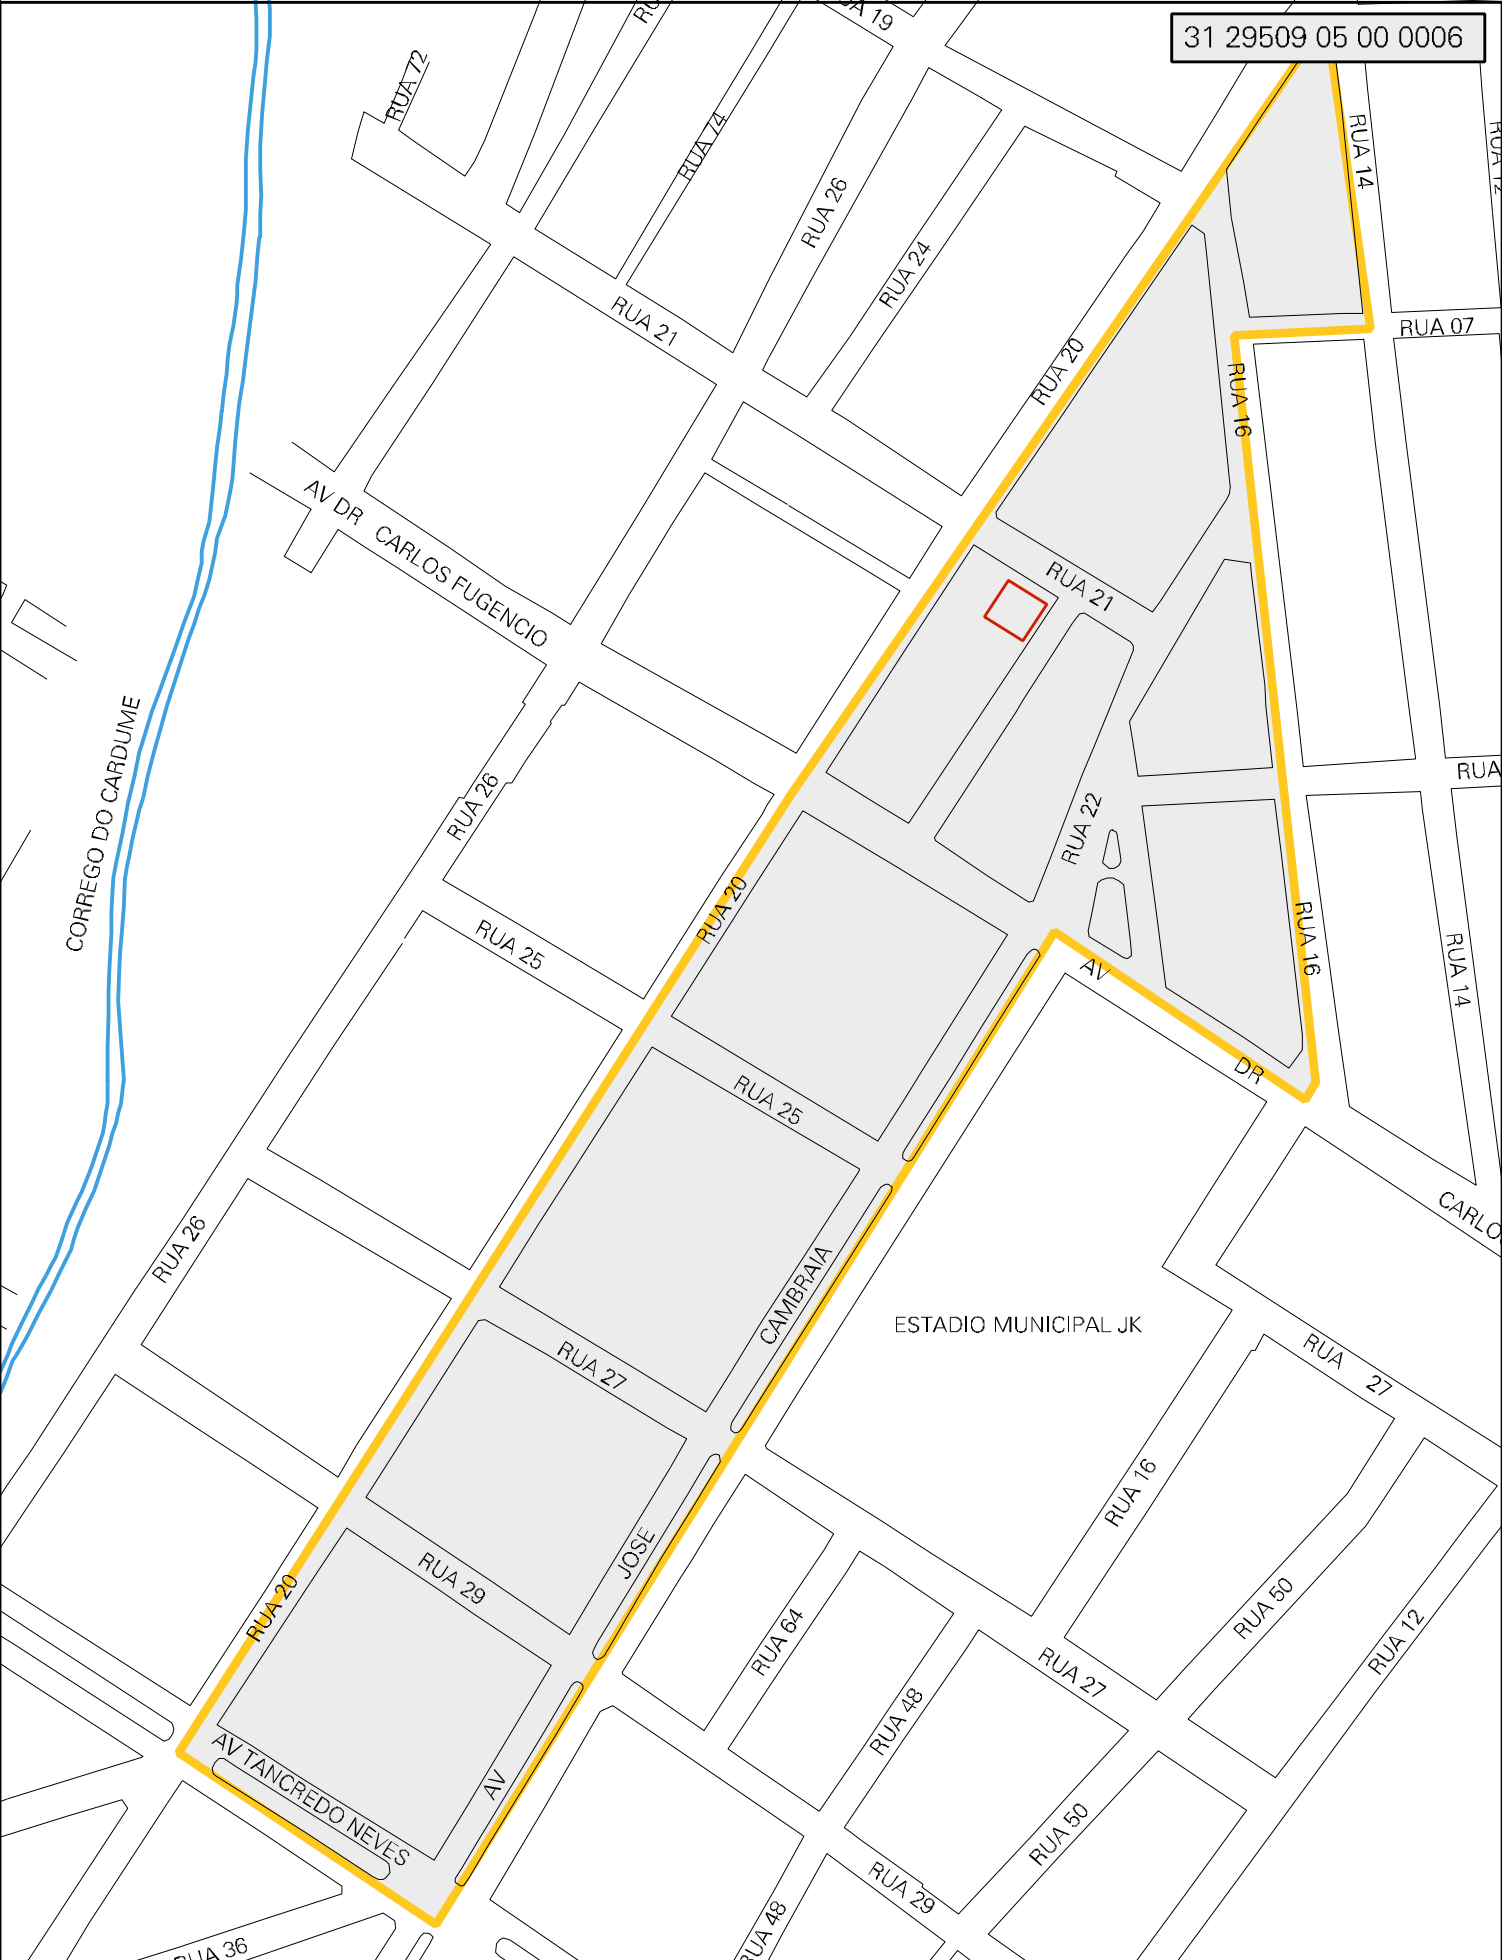 RUA 19
31 29509 05 00 0006
RUA 72
RUA 74
RUA 14
RUA 12
RUA 26
RUA 24
RUA 21
RUA 07
RUA 20
RUA 16
AV DR CARLOS FUGENCIO
RUA 21
CORREGO DO CARDUME
RUA
RUA 26
RUA 22
RUA 20
RUA 25
RUA 16
RUA 14
AV
DR
RUA 25
CARLO
RUA 26
CAMBRAIA
ESTADIO MUNICIPAL JK
RUA 27
RUA 27
RUA 16
JOSE
RUA 29
RUA 20
RUA 64
RUA 50
RUA 12
RUA 27
RUA 48
AV TANCREDO NEVES
AV
RUA 50
RUA 29
RUA 48
RUA 36